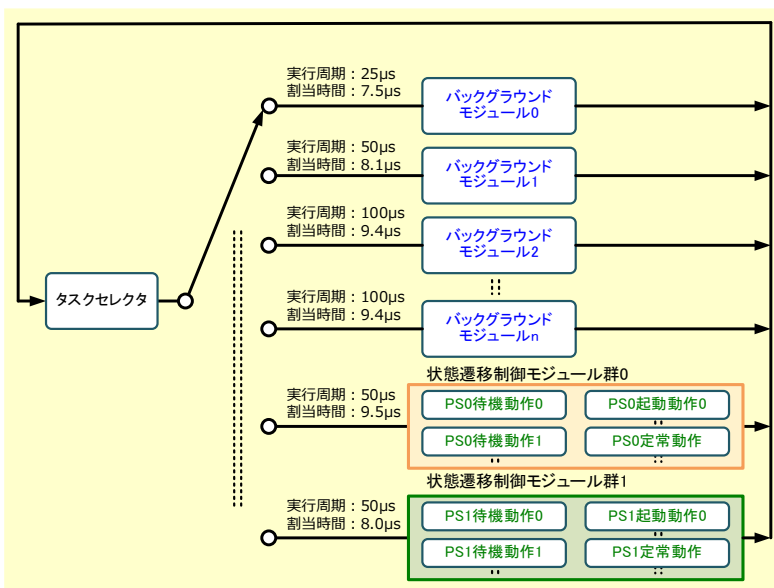 実行周期：25μs
割当時間：7.5μs
バックグラウンド
モジュール0
実行周期：50μs
割当時間：8.1μs
バックグラウンド
モジュール1
実行周期：100μs
割当時間：9.4μs
バックグラウンド
モジュール2
タスクセレクタ
実行周期：100μs
割当時間：9.4μs
バックグラウンド
モジュールn
状態遷移制御モジュール群0
実行周期：50μs
割当時間：9.5μs
PS0待機動作0
PS0起動動作0
PS0待機動作1
PS0定常動作
状態遷移制御モジュール群1
実行周期：50μs
割当時間：8.0μs
PS1待機動作0
PS1起動動作0
PS1待機動作1
PS1定常動作